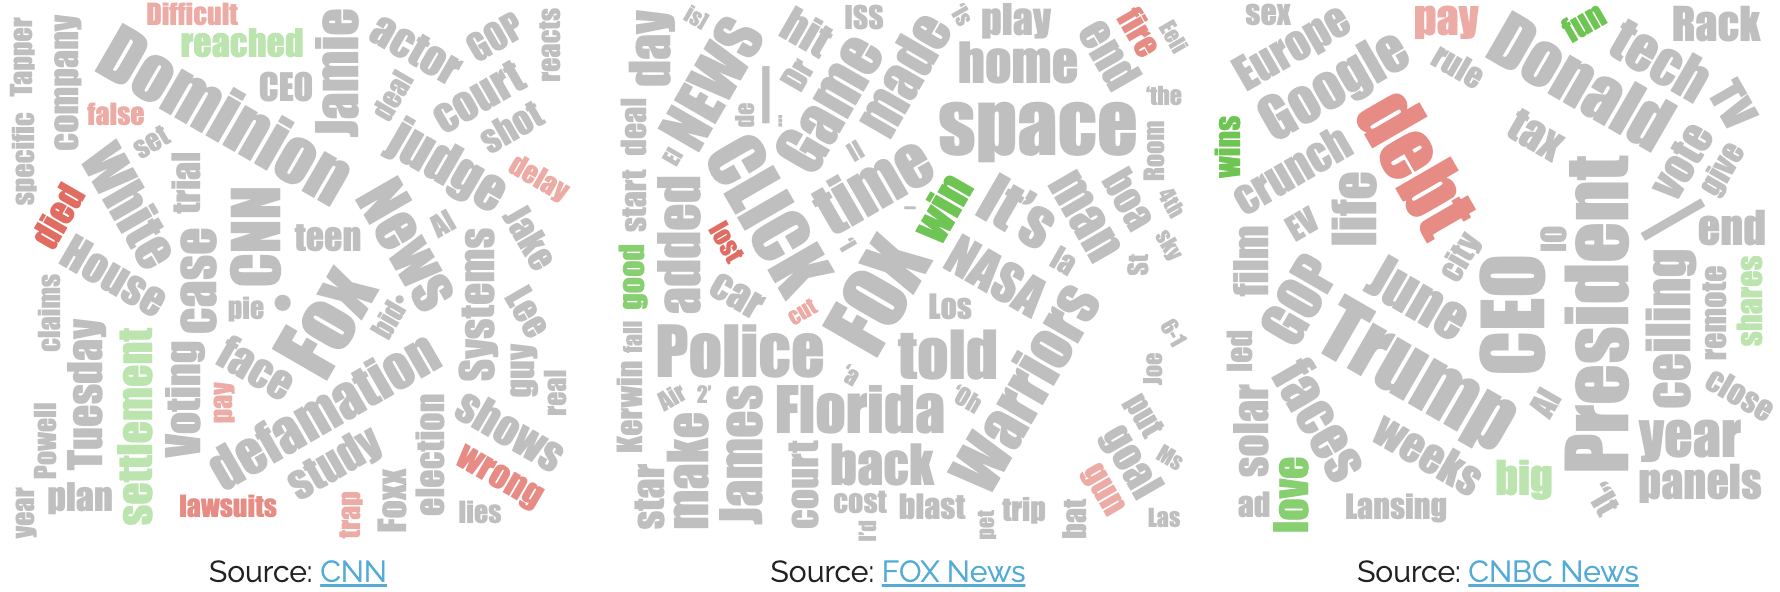 Difficult
reached
Tapper
company
Dominion
CEO
Jamie
actor
GOP
reacts
deal
court
false
set
shot
specific
judge
delay
White
trial
died
House
case
CNN
.
teen
News
AI
Jake
Systems
claims
pie
Fox
bio
Lee
Tuesday
settlement
Voting
face
pay
guy
real
defamation
Powell
election
shows
study
wrong
year
plan
lawsuits
trap
Foxx
lies
Source: CNN
day
isl
NEWS
hit
ISS
'is
play
fire
Eeli
Dr
Game
made
home
end
|
de
...
deal
space
'the
El
CLICK
ll
time
Room
start
added
win
It's
man
boa
4th
lost
–
NASA
la
sky
St
good
car
cut
FOX
Los
Warriors
6-1
fall
Police
told
Joe
Kerwin
Air
2'
'a'
James
Florida
'Oh
put
make
court
back
goal
Ms
star
cost
blast
gun
r'd
pet
trip
bat
Las
Source: FOX News
sex
Europe
pay
rule
fun
Donald
tech
Rack
Google
debt
TV
wins
crunch
tax
vote
give
life
EV
President
|
end
film
city
10
GOP
June
CEO
ceiling
remote
shares
led
Trump
faces
close
solar
AI
weeks
year
love
big
panels
ad
Lansing
"It
Source: CNBC News